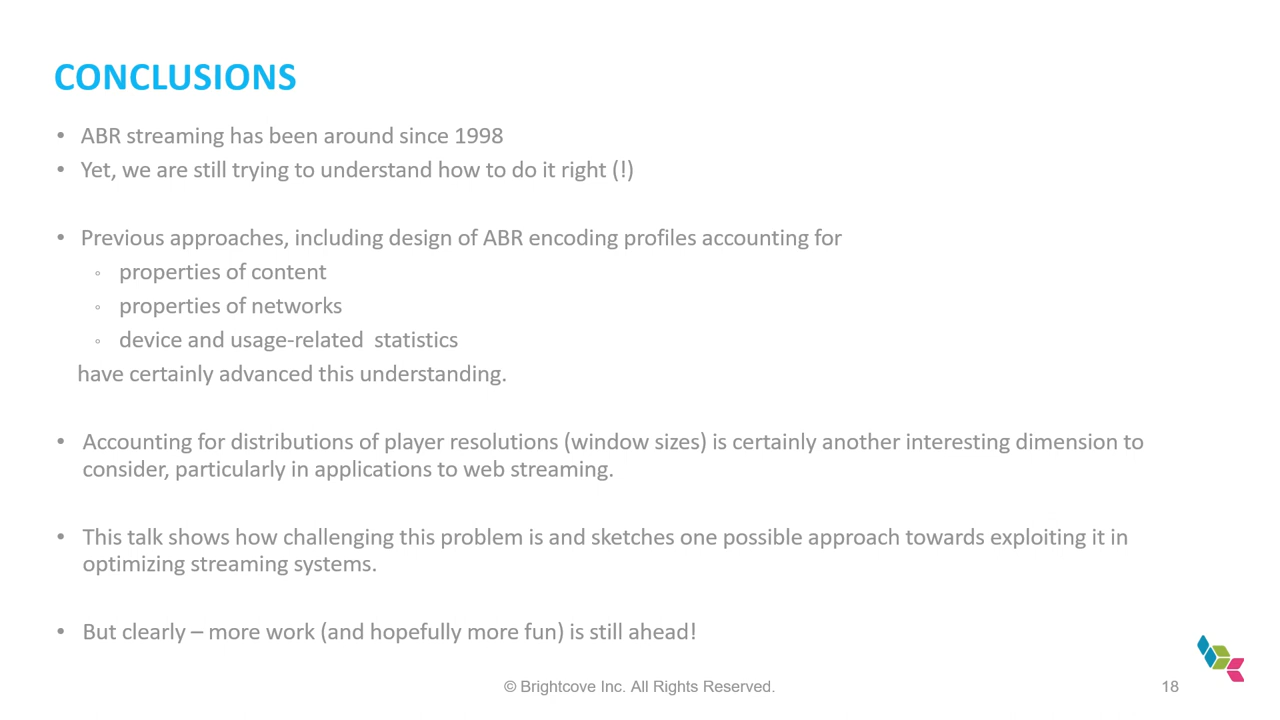 CONCLUSIONS
• ABR streaming has been around since 1998
• Yet, we are still trying to understand how to do it right (!)
• Previous approaches, including design of ABR encoding profiles accounting for
◦ properties of content
◦ properties of networks
◦ device and usage-related  statistics
have certainly advanced this understanding.
• Accounting for distributions of player resolutions (window sizes) is certainly another interesting dimension to
consider, particularly in applications to web streaming.
• This talk shows how challenging this problem is and sketches one possible approach towards exploiting it in
optimizing streaming systems.
• But clearly – more work (and hopefully more fun) is still ahead!
© Brightcove Inc. All Rights Reserved.
18